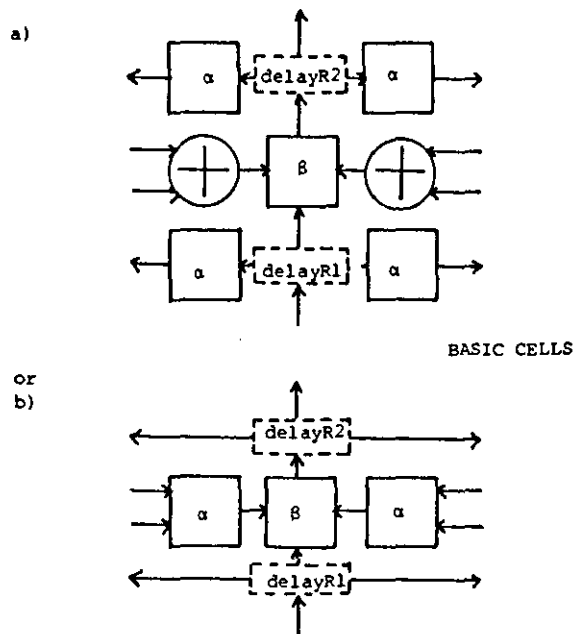 a)
α delayR2 α
β
α delayR1 α
BASIC CELLS
or
b)
delayR2
α β α
delayR1